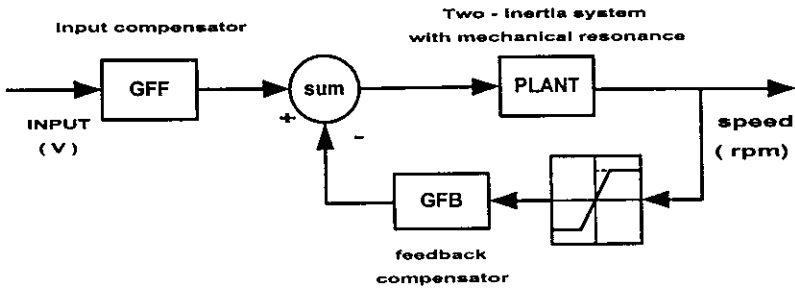 Two - inertia system
Input compensator
with mechanical resonance
GFF
sum
PLANT
+
-
INPUT
( V )
speed
( rpm )
GFB
feedback
compensator